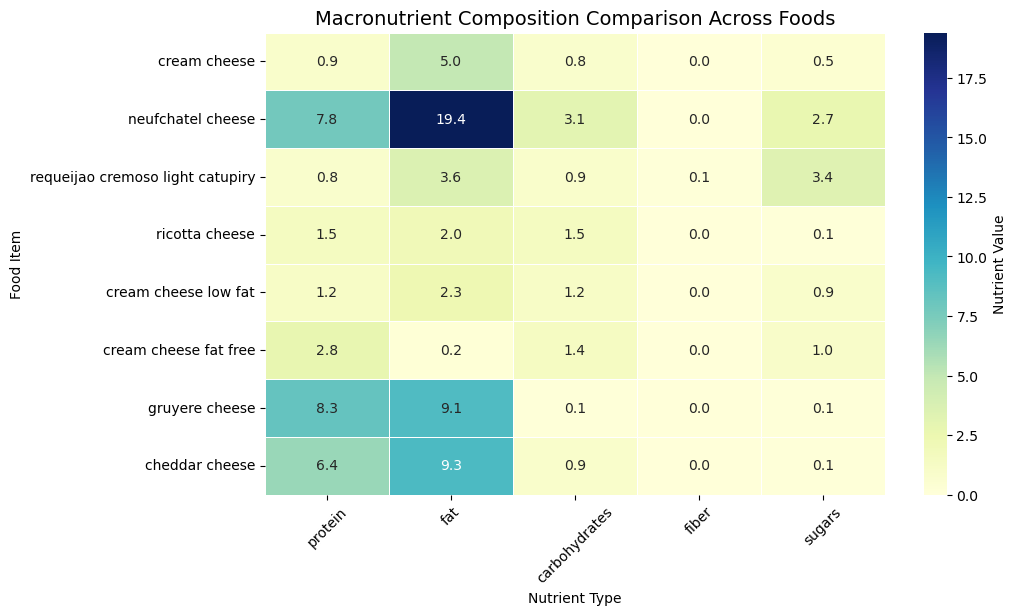 Macronutrient Composition Comparison Across Foods
Food Item
cream cheese 0.9 5.0 0.8 0.0 0.5
neufchatel cheese 7.8 19.4 3.1 0.0 2.7
requeijao cremoso light catupiry 0.8 3.6 0.9 0.1 3.4
ricotta cheese 1.5 2.0 1.5 0.0 0.1
cream cheese low fat 1.2 2.3 1.2 0.0 0.9
cream cheese fat free 2.8 0.2 1.4 0.0 1.0
gruyere cheese 8.3 9.1 0.1 0.0 0.1
cheddar cheese 6.4 9.3 0.9 0.0 0.1
protein fat carbohydrates fiber sugars
Nutrient Type
17.5
15.0
12.5
10.0
7.5
5.0
2.5
0.0
Nutrient Value